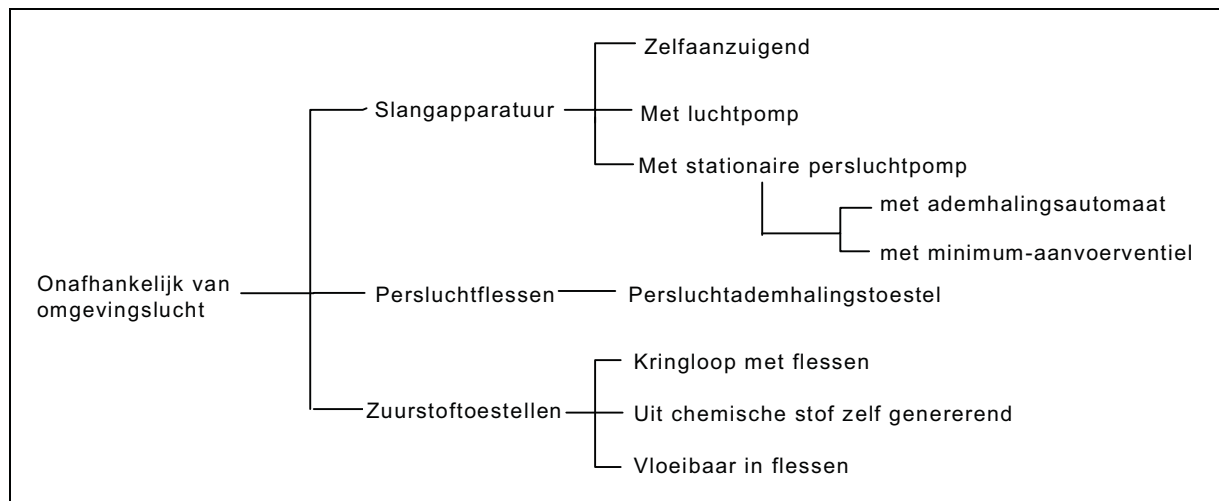 Zelfaanzuigend
Slangapparatuur
Met luchtpomp
Met stationaire persluchtpomp
met ademhalingsautomaat
met minimum-aanvoerventiel
Onafhankelijk van
omgevingslucht
Persluchtflessen
Persluchtademhalingstoestel
Kringloop met flessen
Zuurstoftoestellen
Uit chemische stof zelf genererend
Vloeibaar in flessen